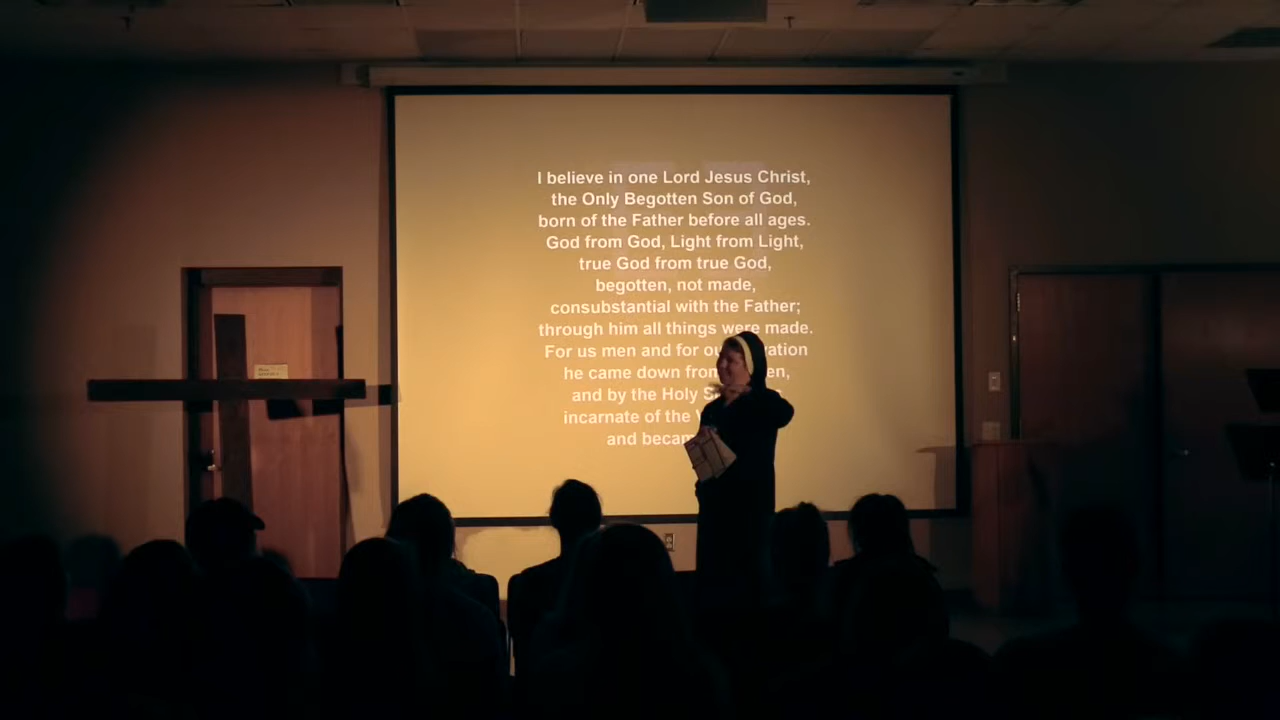 I believe in one Lord Jesus Christ,
the Only Begotten Son of God,
born of the Father before all ages.
God from God, Light from Light,
true God from true God,
begotten, not made,
consubstantial with the Father;
through him all things were made.
For us men and for
he came down
and by the Holy
incarnate of the
and